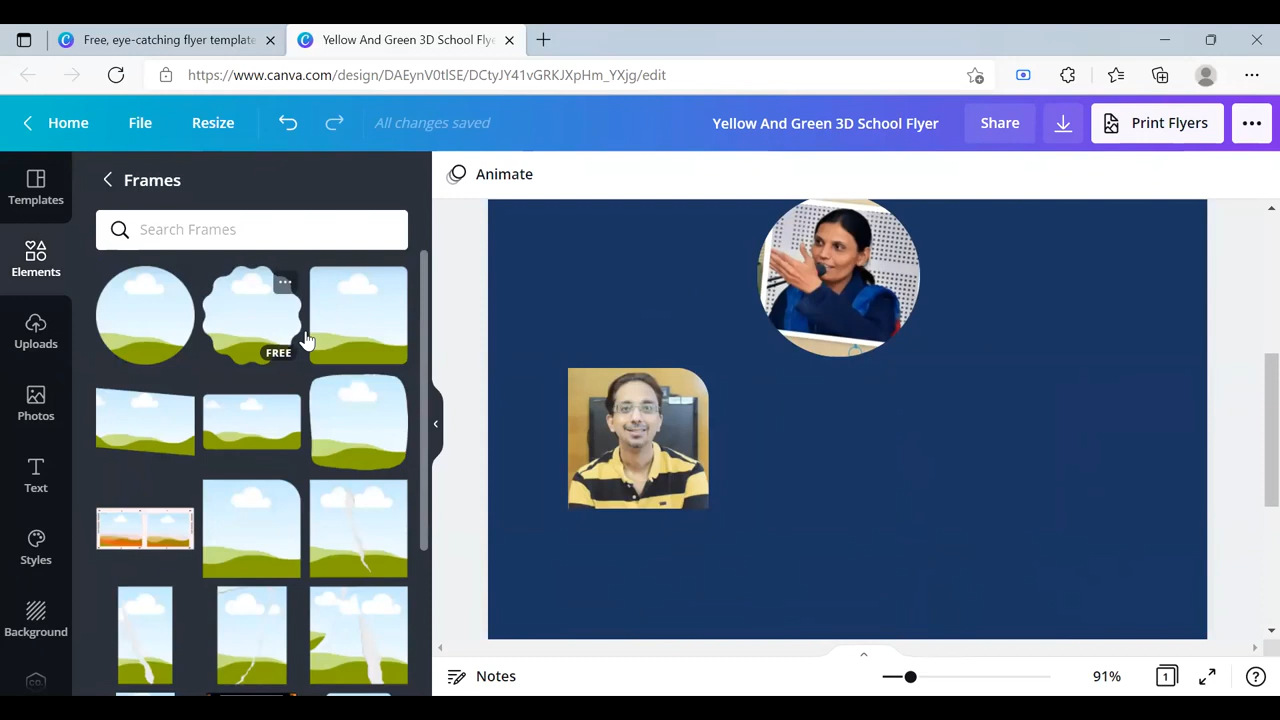 Free, eye-catching flyer template
Yellow And Green 3D School Flye
https://www.canva.com/design/DAEynV0tlSE/DCtyJY41vGRKJXpHm_YXjg/edit
Home
File
Resize
All changes saved
Yellow And Green 3D School Flyer
Share
Print Flyers
Templates
Elements
Uploads
Photos
Text
Styles
Background
Frames
Search Frames
FREE
Animate
Notes
91%
1